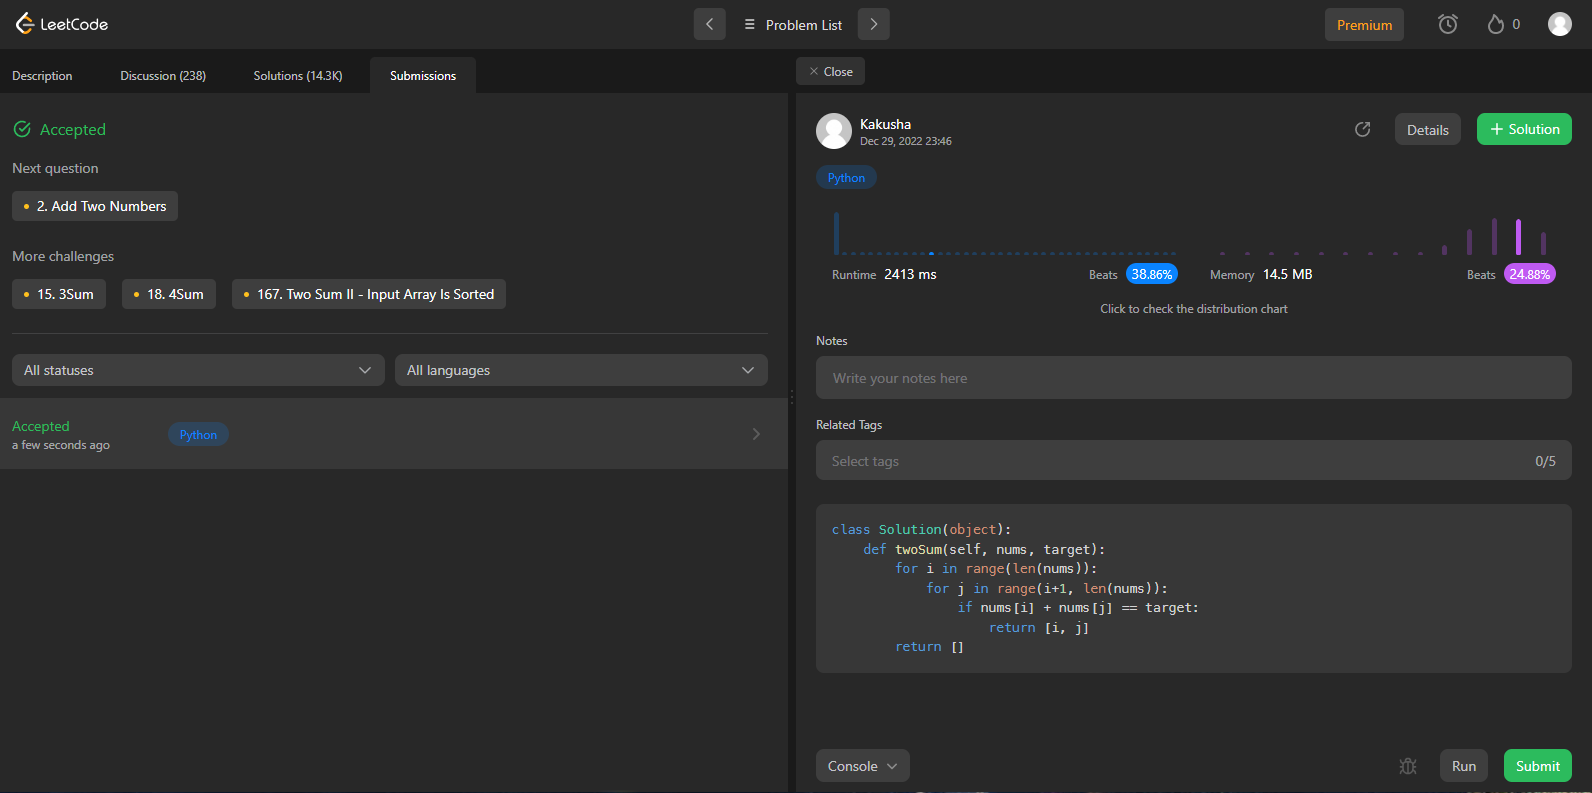 LeetCode
Problem List
Premium
0
Description
Discussion (238)
Solutions (14.3K)
Submissions
Close
Accepted
Next question
2. Add Two Numbers
More challenges
15. 3Sum
18. 4Sum
167. Two Sum II - Input Array Is Sorted
All statuses
All languages
Accepted
a few seconds ago
Python
Kakusha
Dec 29, 2022 23:46
Details
+ Solution
Python
Runtime 2413 ms
Beats 38.86%
Memory 14.5 MB
Beats 24.88%
Click to check the distribution chart
Notes
Write your notes here
Related Tags
Select tags
0/5
class Solution(object):
    def twoSum(self, nums, target):
        for i in range(len(nums)):
            for j in range(i+1, len(nums)):
                if nums[i] + nums[j] == target:
                    return [i, j]
        return []
Console
Run
Submit